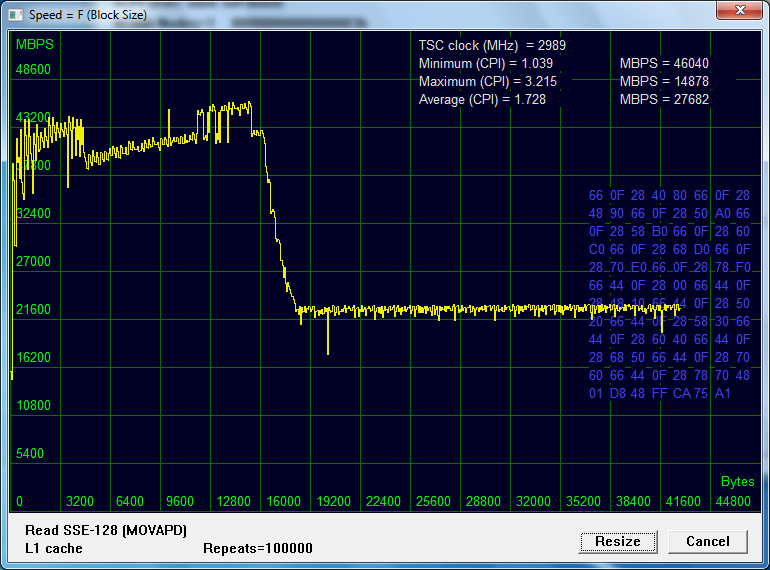 Speed = F (Block Size)
MBPS
TSC clock (MHz) = 2989
Minimum (CPI) = 1.039 MBPS = 46040
Maximum (CPI) = 3.215 MBPS = 14878
Average (CPI) = 1.728 MBPS = 27682
48600
43200
37800
32400
27000
21600
16200
10800
5400
66 0F 28 40 80 66 0F 28
48 90 66 0F 28 50 A0 66
0F 28 58 B0 66 0F 28 60
C0 66 0F 28 68 D0 66 0F
28 70 E0 66 0F 28 78 F0
66 44 0F 28 00 66 44 0F
28 48 10 66 44 0F 28 50
20 66 44 0F 28 58 30 66
44 0F 28 60 40 66 44 0F
28 68 50 66 44 0F 28 70
60 66 44 0F 28 78 70 48
01 D8 48 FF CA 75 A1
Bytes
0 3200 6400 9600 12800 16000 19200 22400 25600 28800 32000 35200 38400 41600 44800
Read SSE-128 (MOVAPD)
L1 cache Repeats=100000
Resize Cancel